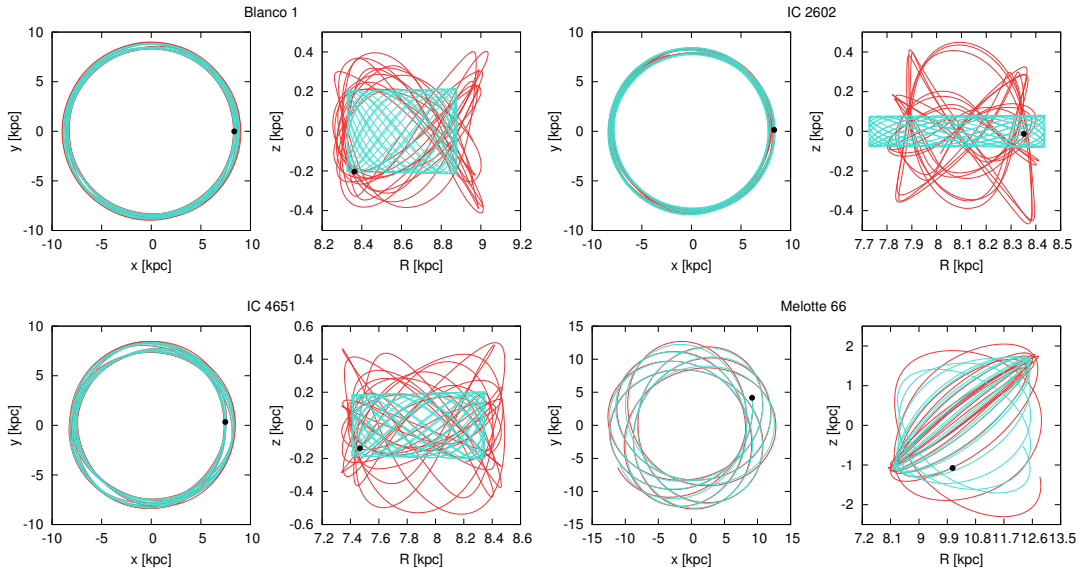 Blanco 1
IC 2602
10
5
0
-5
-10
y [kpc]
-10 -5 0 5 10
x [kpc]
0.4
0.2
0
-0.2
-0.4
z [kpc]
8.2 8.4 8.6 8.8 9 9.2
R [kpc]
10
5
0
-5
-10
y [kpc]
-10 -5 0 5 10
x [kpc]
0.6
0.4
0.2
0
-0.2
-0.4
-0.6
z [kpc]
7.7 7.8 7.9 8 8.1 8.2 8.3 8.4 8.5
R [kpc]
IC 4651
Melotte 66
10
5
0
-5
-10
y [kpc]
-10 -5 0 5 10
x [kpc]
0.6
0.4
0.2
0
-0.2
-0.4
-0.6
z [kpc]
7.2 7.4 7.6 7.8 8 8.2 8.4 8.6
R [kpc]
15
10
5
0
-5
-10
-15
y [kpc]
-15 -10 -5 0 5 10 15
x [kpc]
2
1
0
-1
-2
z [kpc]
7.2 8.1 9 9.9 10.8 11.7 12.6 13.5
R [kpc]